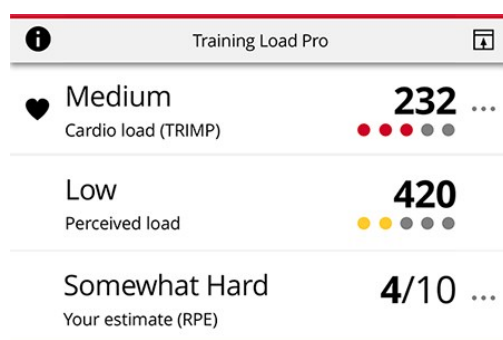 Training Load Pro
Medium 232
Cardio load (TRIMP)
Low 420
Perceived load
Somewhat Hard 4/10
Your estimate (RPE)